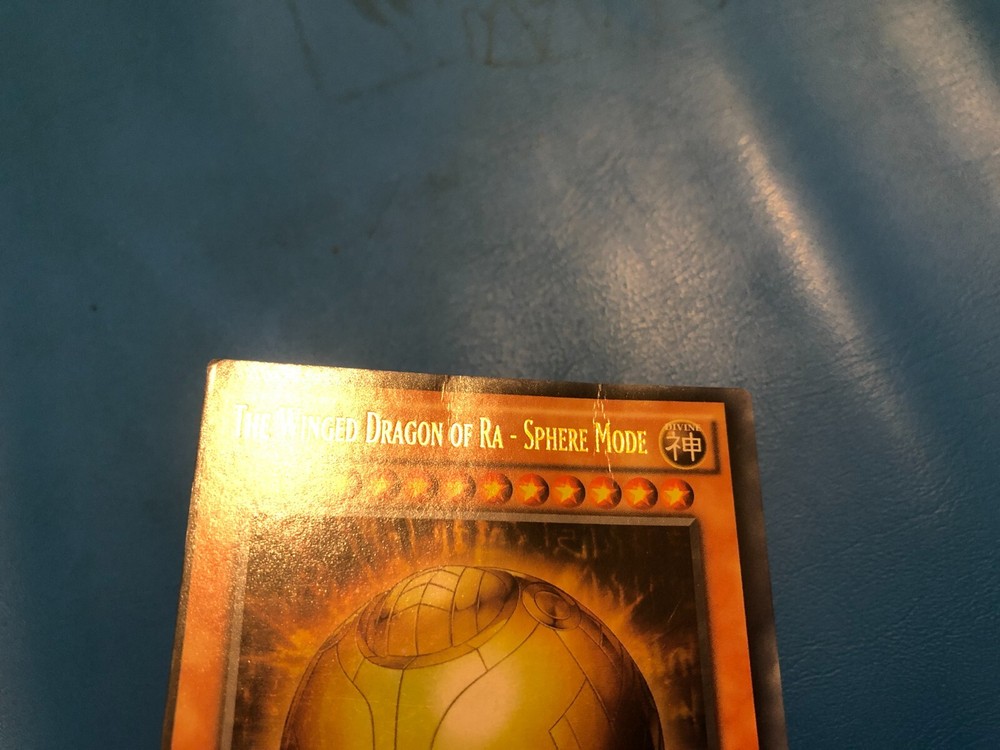 THE WINGED DRAGON OF RA - SPHERE MODE
DIVINE
神